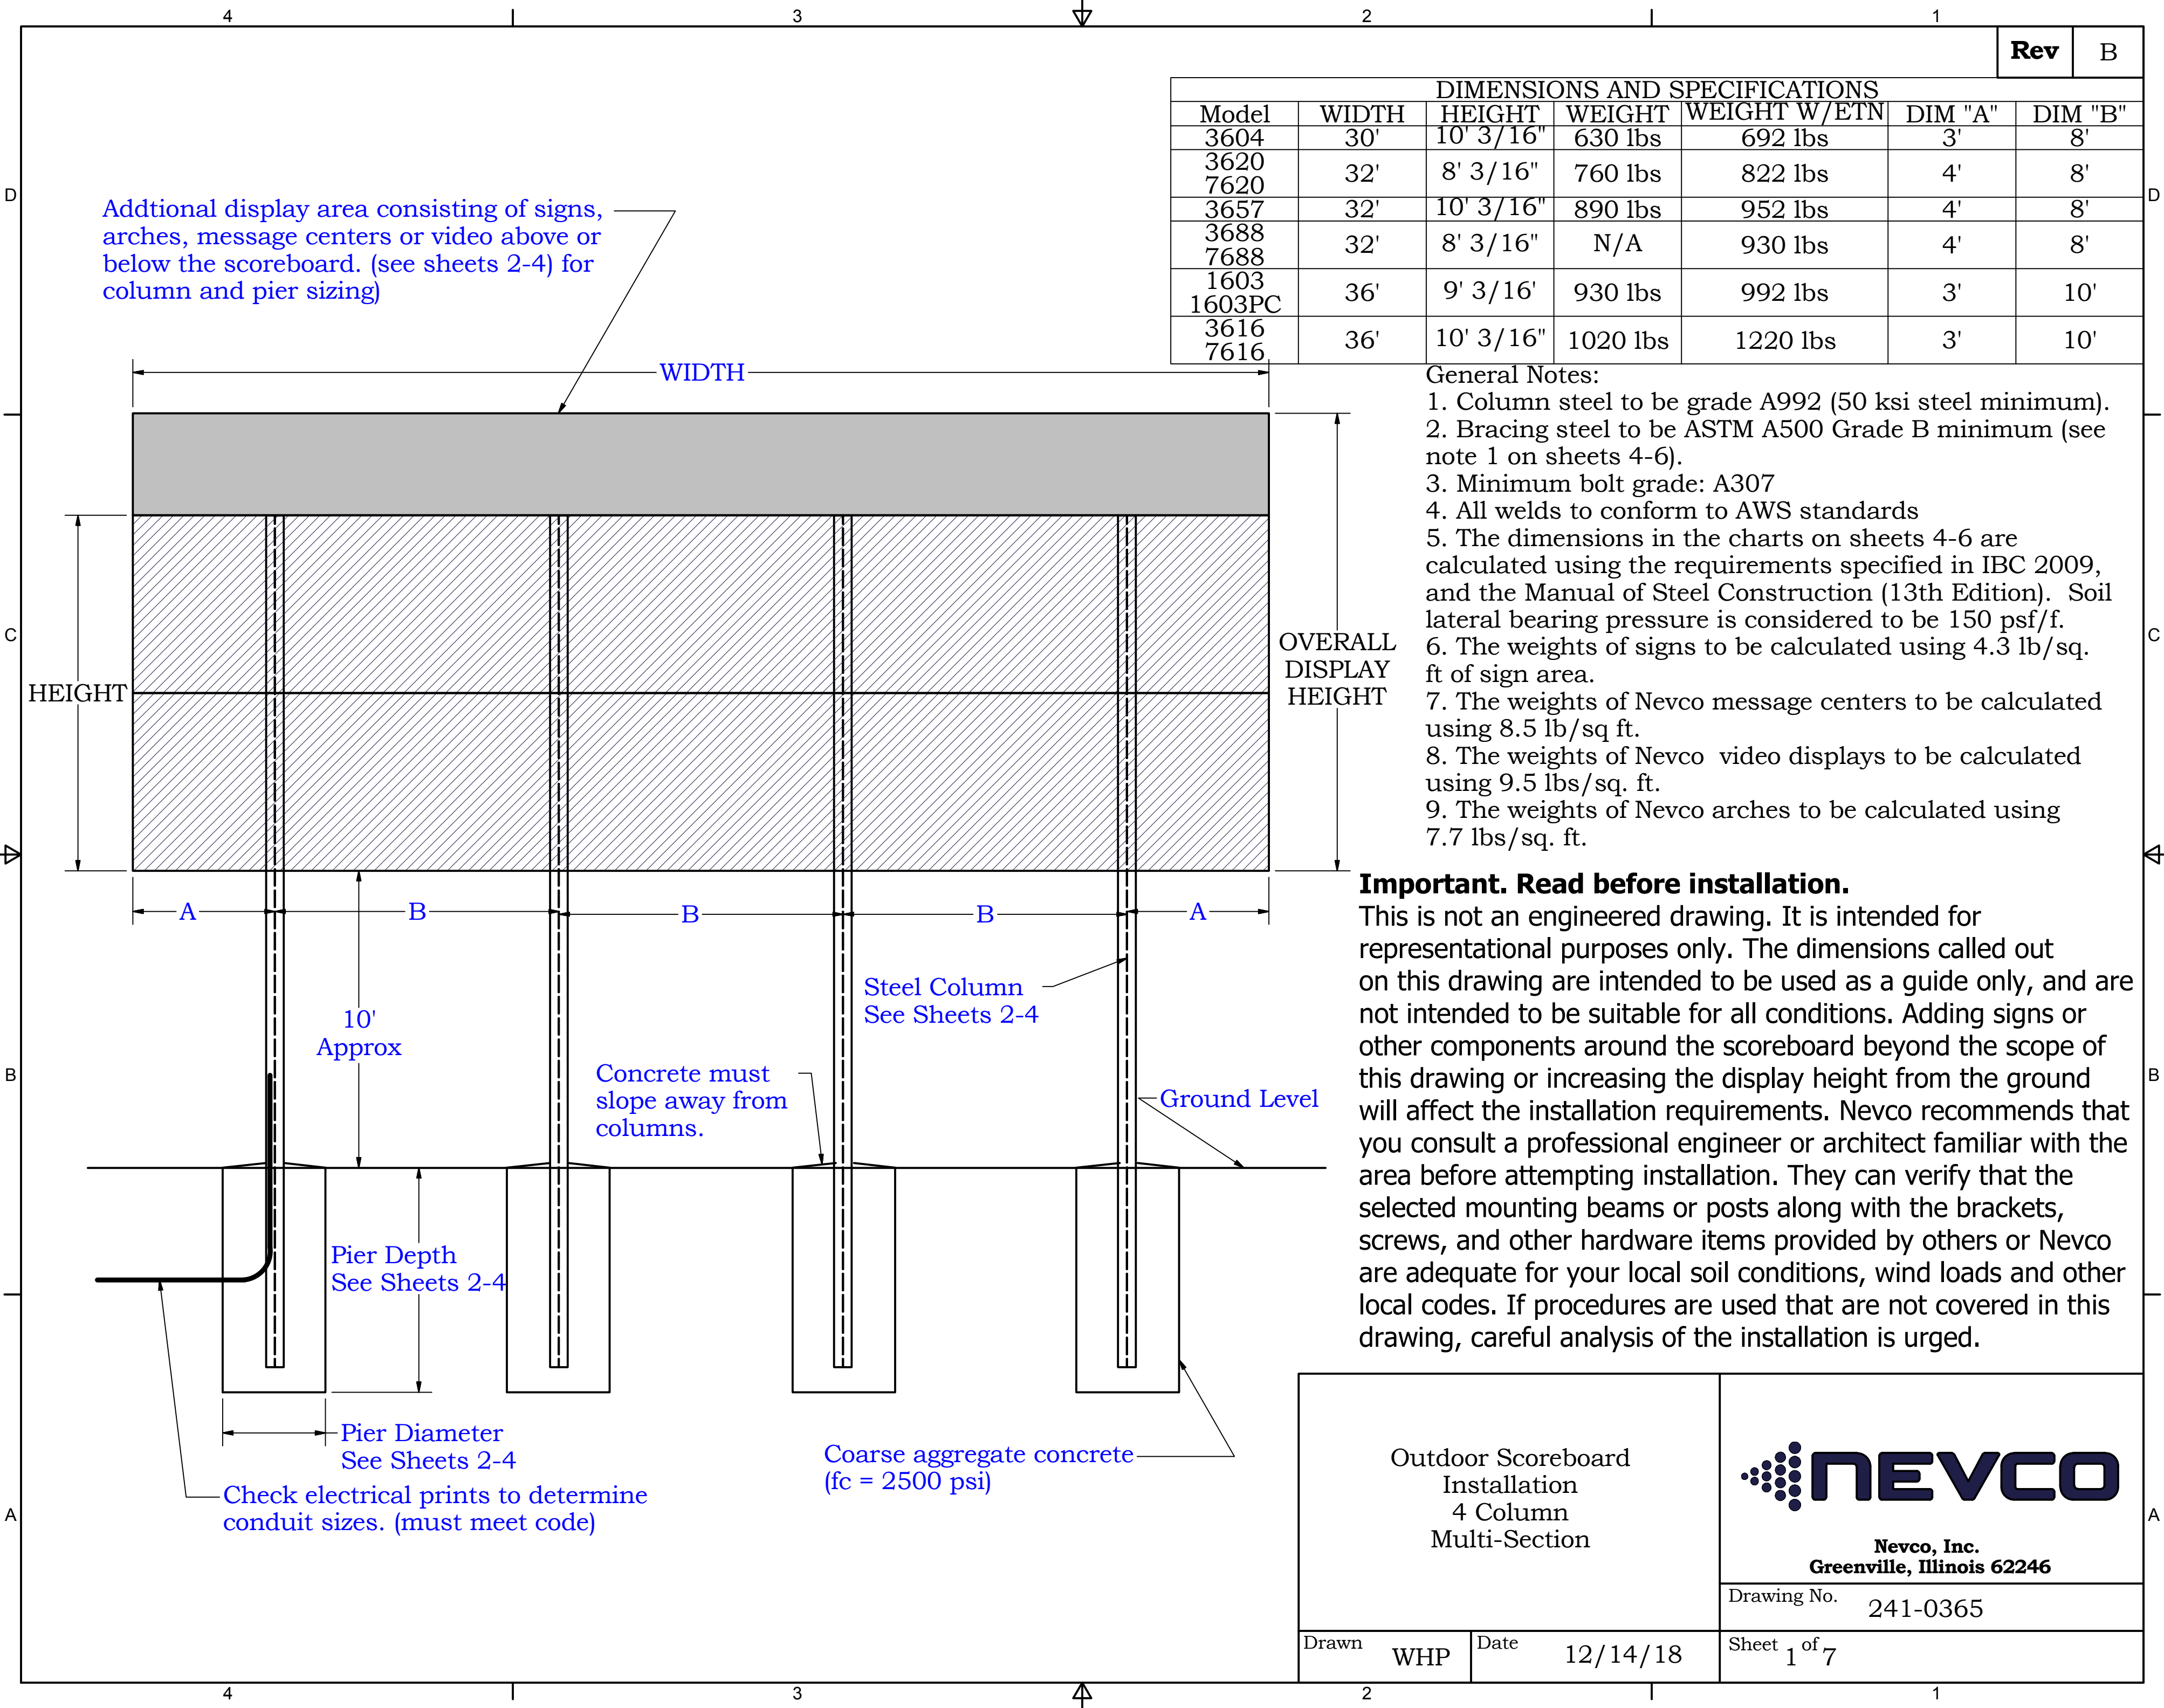 4 3 2 1
Rev B
DIMENSIONS AND SPECIFICATIONS
Model WIDTH HEIGHT WEIGHT WEIGHT W/ETN DIM "A" DIM "B"
3604 30' 10' 3/16" 630 lbs 692 lbs 3' 8'
3620
7620 32' 8' 3/16" 760 lbs 822 lbs 4' 8'
3657 32' 10' 3/16" 890 lbs 952 lbs 4' 8'
3688
7688 32' 8' 3/16" N/A 930 lbs 4' 8'
1603
1603PC 36' 9' 3/16' 930 lbs 992 lbs 3' 10'
3616
7616 36' 10' 3/16" 1020 lbs 1220 lbs 3' 10'
D
D
Addtional display area consisting of signs,
arches, message centers or video above or
below the scoreboard. (see sheets 2-4) for
column and pier sizing)
WIDTH
General Notes:
1. Column steel to be grade A992 (50 ksi steel minimum).
2. Bracing steel to be ASTM A500 Grade B minimum (see
note 1 on sheets 4-6).
3. Minimum bolt grade: A307
4. All welds to conform to AWS standards
5. The dimensions in the charts on sheets 4-6 are
calculated using the requirements specified in IBC 2009,
and the Manual of Steel Construction (13th Edition).  Soil
lateral bearing pressure is considered to be 150 psf/f.
6. The weights of signs to be calculated using 4.3 lb/sq.
ft of sign area.
7. The weights of Nevco message centers to be calculated
using 8.5 lb/sq ft.
8. The weights of Nevco  video displays to be calculated
using 9.5 lbs/sq. ft.
9. The weights of Nevco arches to be calculated using
7.7 lbs/sq. ft.
C
C
HEIGHT
OVERALL
DISPLAY
HEIGHT
A B B B A
Important. Read before installation.
This is not an engineered drawing. It is intended for
representational purposes only. The dimensions called out
on this drawing are intended to be used as a guide only, and are
not intended to be suitable for all conditions. Adding signs or
other components around the scoreboard beyond the scope of
this drawing or increasing the display height from the ground
will affect the installation requirements. Nevco recommends that
you consult a professional engineer or architect familiar with the
area before attempting installation. They can verify that the
selected mounting beams or posts along with the brackets,
screws, and other hardware items provided by others or Nevco
are adequate for your local soil conditions, wind loads and other
local codes. If procedures are used that are not covered in this
drawing, careful analysis of the installation is urged.
10'
Approx
Steel Column
See Sheets 2-4
Concrete must
slope away from
columns.
Ground Level
B
B
Pier Depth
See Sheets 2-4
Pier Diameter
See Sheets 2-4
Coarse aggregate concrete
(fc = 2500 psi)
Check electrical prints to determine
conduit sizes. (must meet code)
A
A
Outdoor Scoreboard
Installation
4 Column
Multi-Section
NEVCO
Nevco, Inc.
Greenville, Illinois 62246
Drawing No. 241-0365
Drawn WHP Date 12/14/18 Sheet 1 of 7
4 3 2 1